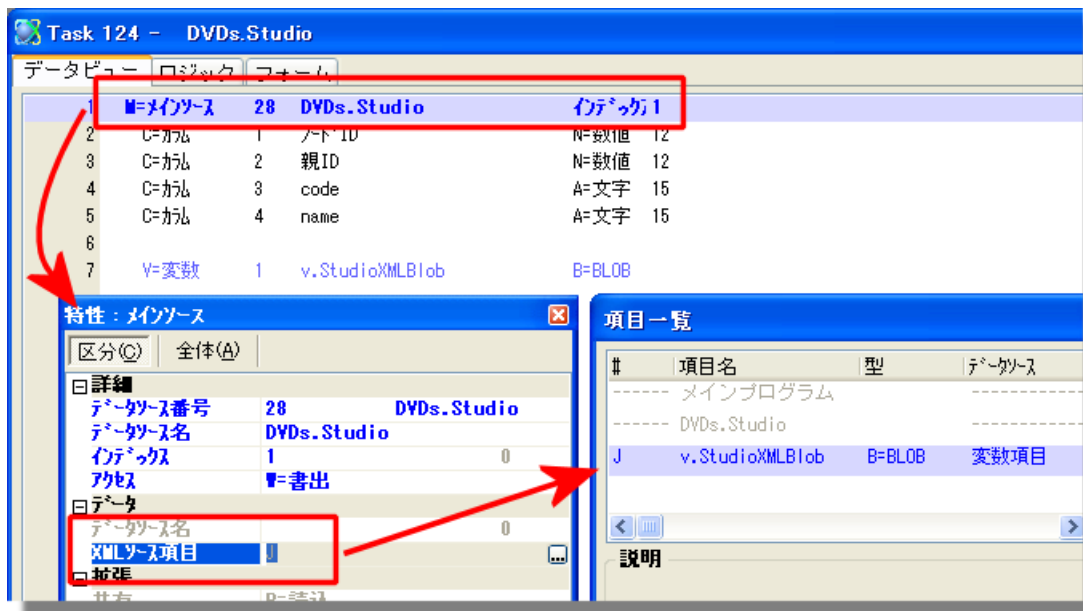 Task 124 - DVDs.Studio
データビュー ロジック フォーム
1 M=メインソース 28 DVDs.Studio インデックス 1
2 C=カラム 1 ノードID N=数値 12
3 C=カラム 2 親ID N=数値 12
4 C=カラム 3 code A=文字 15
5 C=カラム 4 name A=文字 15
6
7 V=変数 1 v.StudioXMLBlob B=BLOB
特性 : メインソース
区分(C) 全体(A)
詳細
データソース番号 28 DVDs.Studio
データソース名 DVDs.Studio
インデックス 1 0
アクセス W=書出
データ
データソース名 0
XMLソース項目 J ...
拡張
共有 R=読込
項目一覧
# 項目名 型 データソース
------ メインプログラム -----------
------ DVDs.Studio -----------
J v.StudioXMLBlob B=BLOB 変数項目
説明